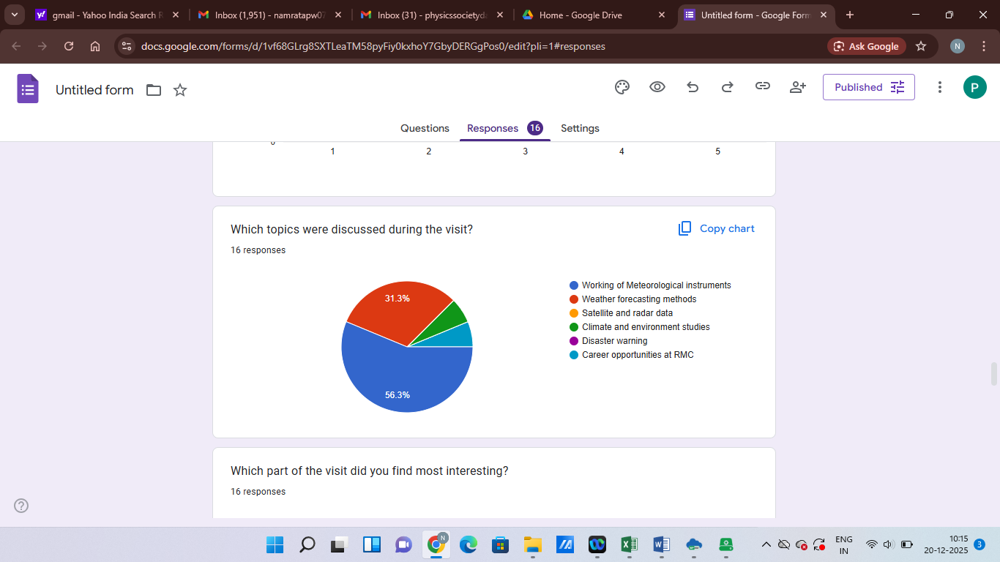 gmail - Yahoo India Search R
Inbox (1,951) - namratapw07
Inbox (31) - physicssocietyda
Home - Google Drive
Untitled form - Google Form
docs.google.com/forms/d/1vf68GLrg8SXTLeaTM58pyFiy0kxhoY7GbyDERGgPos0/edit?pli=1#responses
Ask Google
N
Untitled form
Published
P
Questions
Responses 16
Settings
0
1 2 3 4 5
Which topics were discussed during the visit?
Copy chart
16 responses
31.3%
56.3%
Working of Meteorological instruments
Weather forecasting methods
Satellite and radar data
Climate and environment studies
Disaster warning
Career opportunities at RMC
Which part of the visit did you find most interesting?
16 responses
N
ENG
IN
10:15
20-12-2025
3